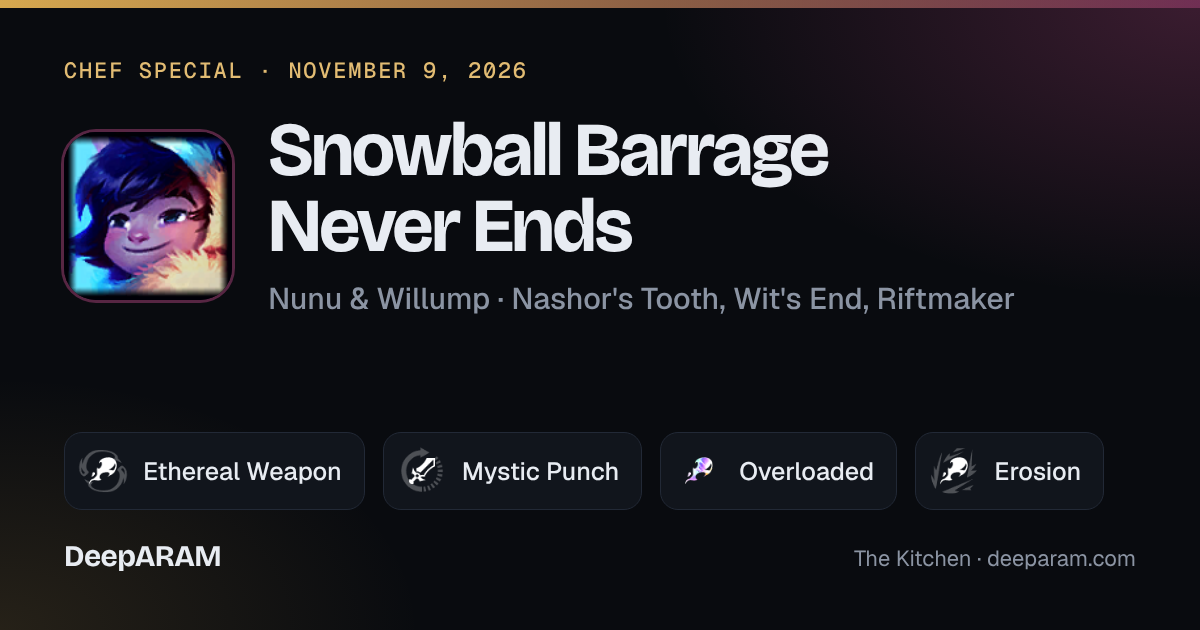 CHEF SPECIAL · NOVEMBER 9, 2026
Snowball Barrage
Never Ends
Nunu & Willump · Nashor's Tooth, Wit's End, Riftmaker
Ethereal Weapon
Mystic Punch
Overloaded
Erosion
DeepARAM
The Kitchen · deeparam.com